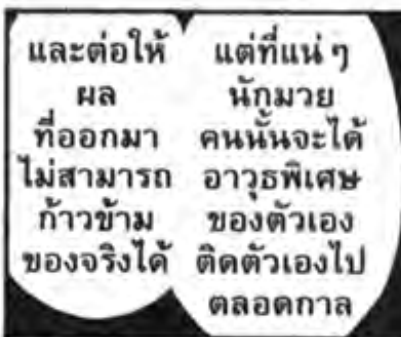 และต่อให้
ผล
ที่ออกมา
ไม่สามารถ
ก้าวข้าม
ของจริงได้
แต่ที่แน่ ๆ
นักมวย
คนนั้นจะได้
อาวุธพิเศษ
ของตัวเอง
ติดตัวเองไป
ตลอดกาล